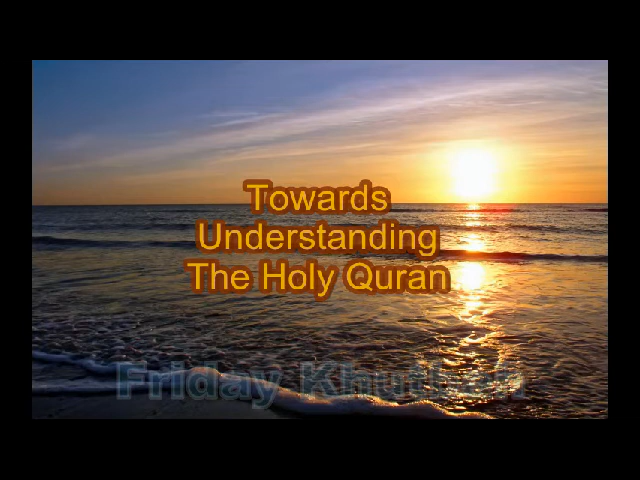 Towards
Understanding
The Holy Quran
Friday Khutbah